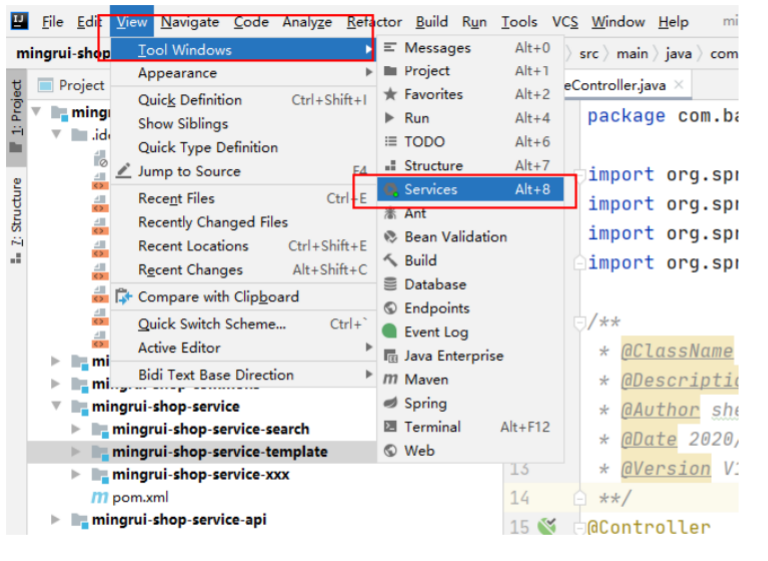 File Edit View Navigate Code Analyze Refactor Build Run Tools VCS Window Help mi
mingrui-shop
src main java com
Tool Windows
Appearance
Quick Definition Ctrl+Shift+I
Show Siblings
Quick Type Definition
Jump to Source F4
Recent Files Ctrl+E
Recently Changed Files
Recent Locations Ctrl+Shift+E
Recent Changes Alt+Shift+C
Compare with Clipboard
Quick Switch Scheme... Ctrl+`
Active Editor
Bidi Text Base Direction
Messages Alt+0
Project Alt+1
Favorites Alt+2
Run Alt+4
TODO Alt+6
Structure Alt+7
Services Alt+8
Ant
Bean Validation
Build
Database
Endpoints
Event Log
Java Enterprise
Maven
Spring
Terminal Alt+F12
Web
1: Project
7: Structure
Project
mingr
.ide
mi
mingrui-shop-service
mingrui-shop-service-search
mingrui-shop-service-template
mingrui-shop-service-xxx
pom.xml
mingrui-shop-service-api
eController.java
package com.ba
import org.spr
import org.spr
import org.spr
import org.spr
/**
* @ClassName
* @Descriptio
* @Author she
* @Date 2020/
13 * @Version V1
14 **/
15 @Controller